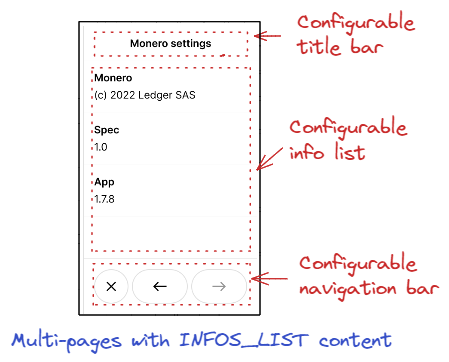 Configurable
title bar
Monero settings
Monero
(c) 2022 Ledger SAS
Spec
1.0
App
1.7.8
Configurable
info list
Configurable
navigation bar
Multi-pages with INFOS_LIST content